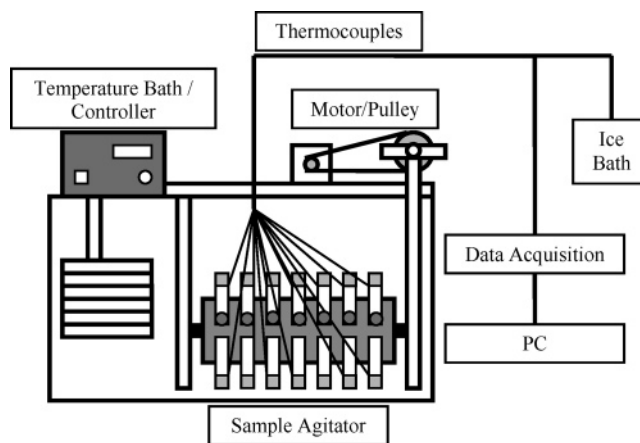 Thermocouples
Temperature Bath /
Controller
Motor/Pulley
Ice
Bath
Data Acquisition
PC
Sample Agitator